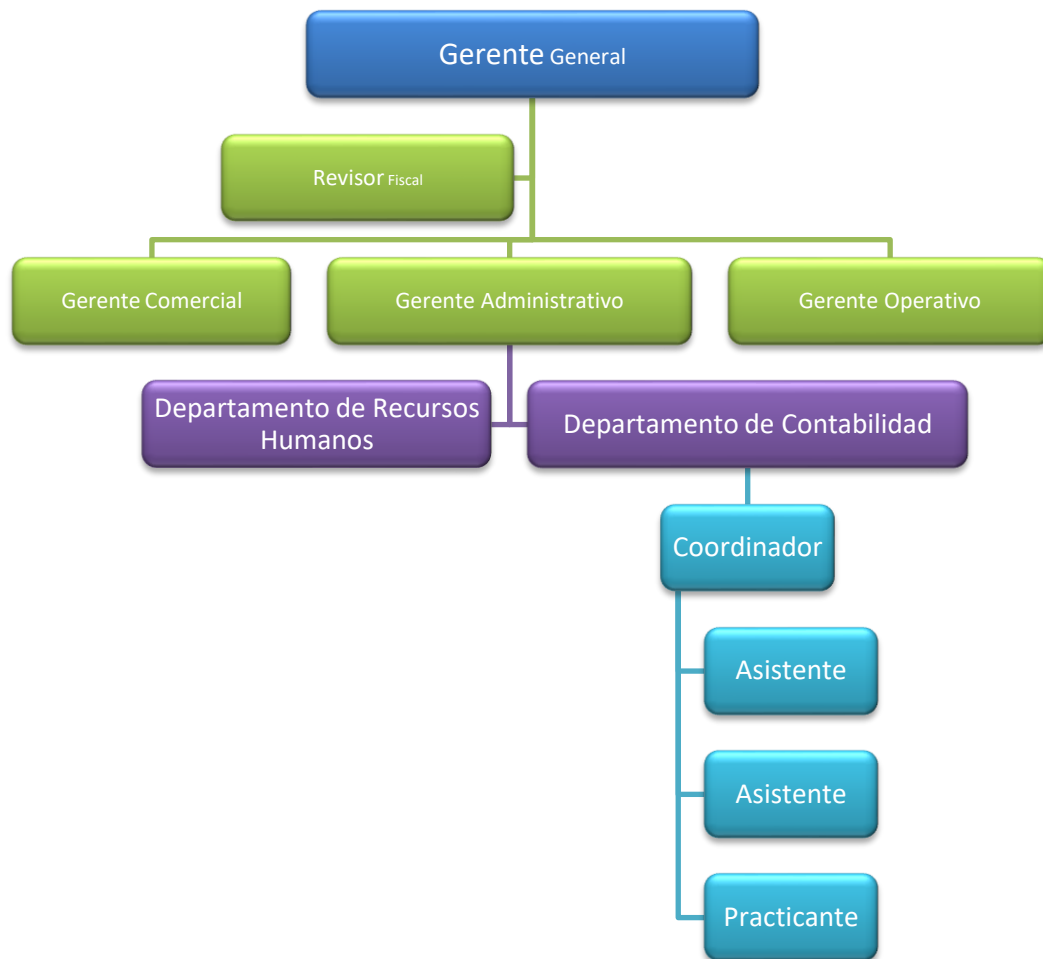 Gerente General
Revisor Fiscal
Gerente Comercial
Gerente Administrativo
Gerente Operativo
Departamento de Recursos
Humanos
Departamento de Contabilidad
Coordinador
Asistente
Asistente
Practicante